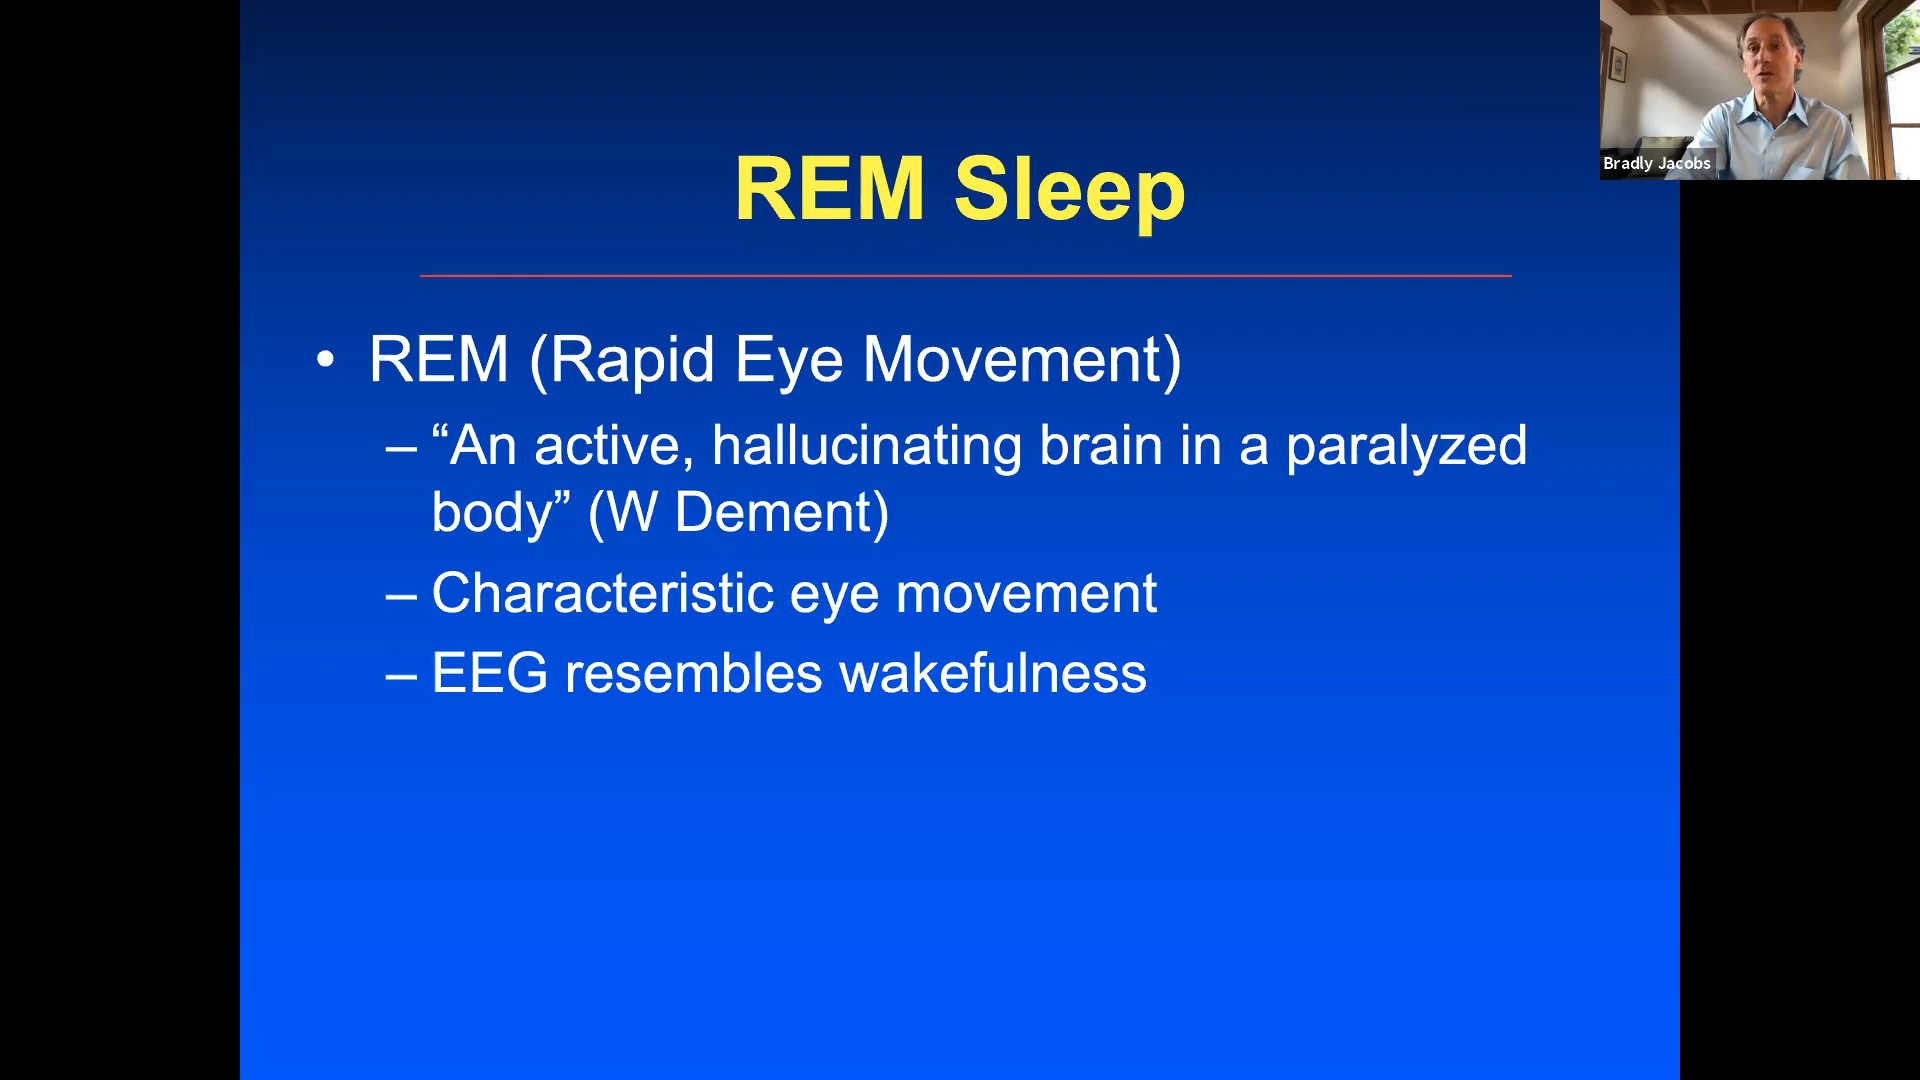 Bradly Jacobs
REM Sleep
• REM (Rapid Eye Movement)
– “An active, hallucinating brain in a paralyzed
body” (W Dement)
– Characteristic eye movement
– EEG resembles wakefulness